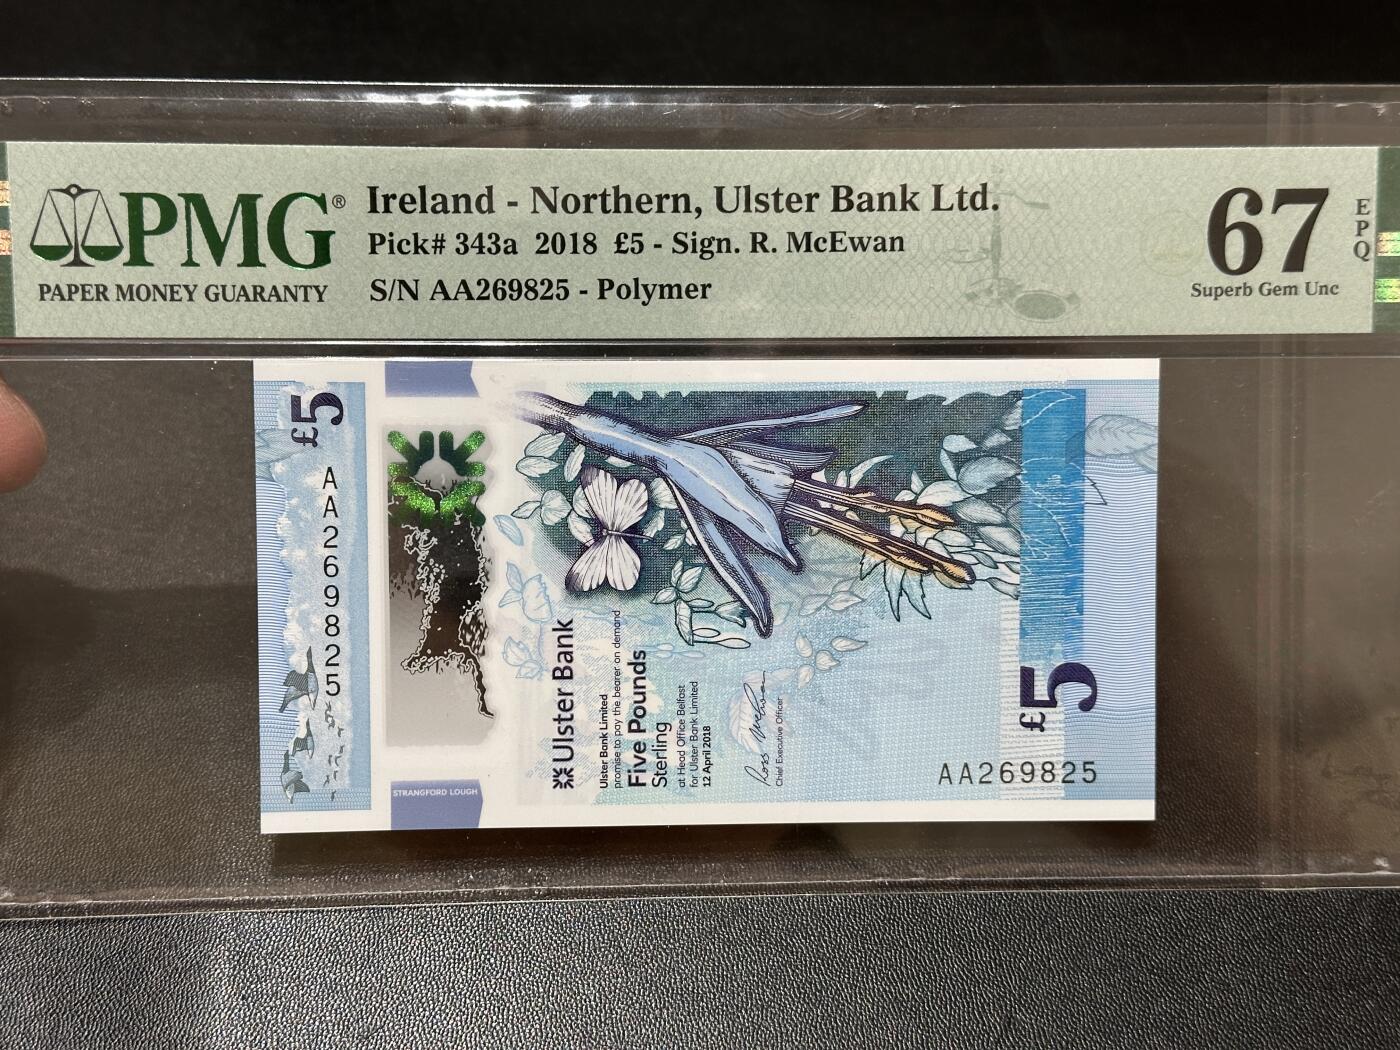 PMG®
PAPER MONEY GUARANTY
Ireland - Northern, Ulster Bank Ltd.
Pick# 343a 2018 £5 - Sign. R. McEwan
S/N AA269825 - Polymer
67
EPQ
Superb Gem Unc
£5
AA269825
STRANGFORD LOUGH
Ulster Bank
Ulster Bank Limited
promise to pay the bearer on demand
Five Pounds
Sterling
at Head Office Belfast
for Ulster Bank Limited
12 April 2018
Ross McEwan
Chief Executive Officer
£5
AA269825